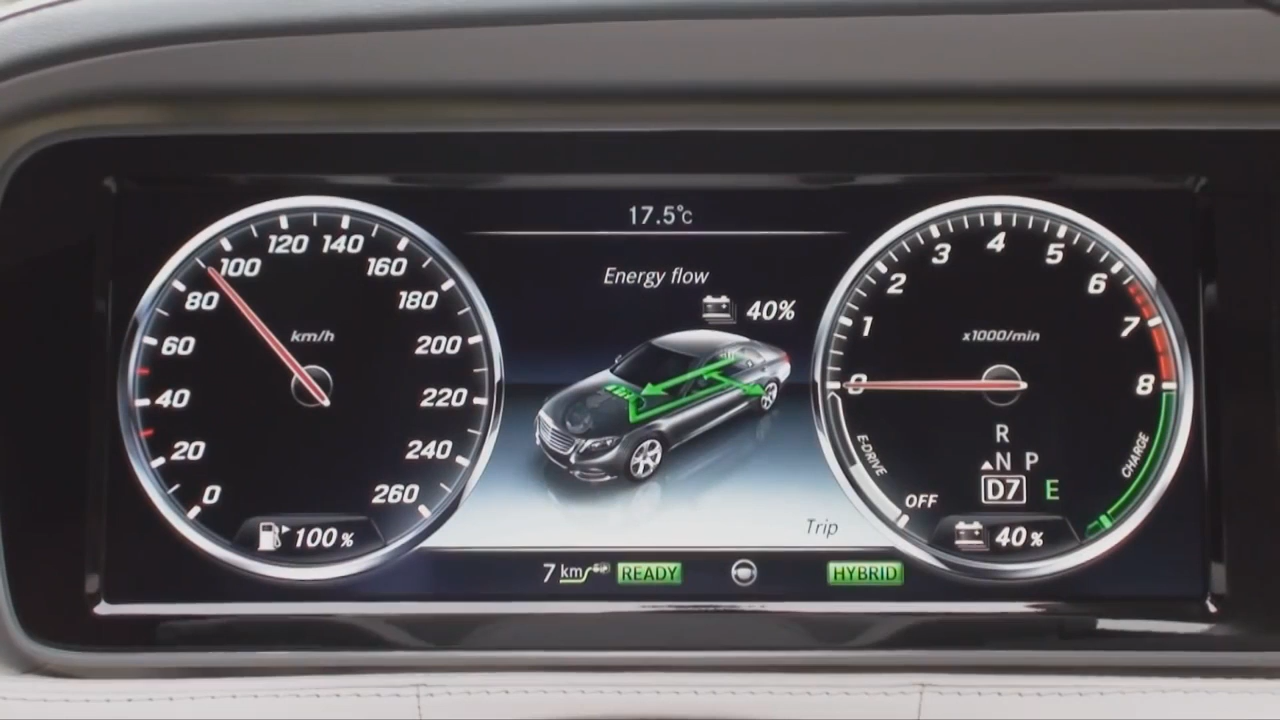 17.5°C
Energy flow
40%
Trip
120 140
100 160
80 180
60 200
40 220
20 240
0 260
km/h
100%
4
3 5
2 6
1 7
0 8
x1000/min
R
N P
D7 E
E-DRIVE
OFF
CHARGE
40%
7 km
READY
HYBRID